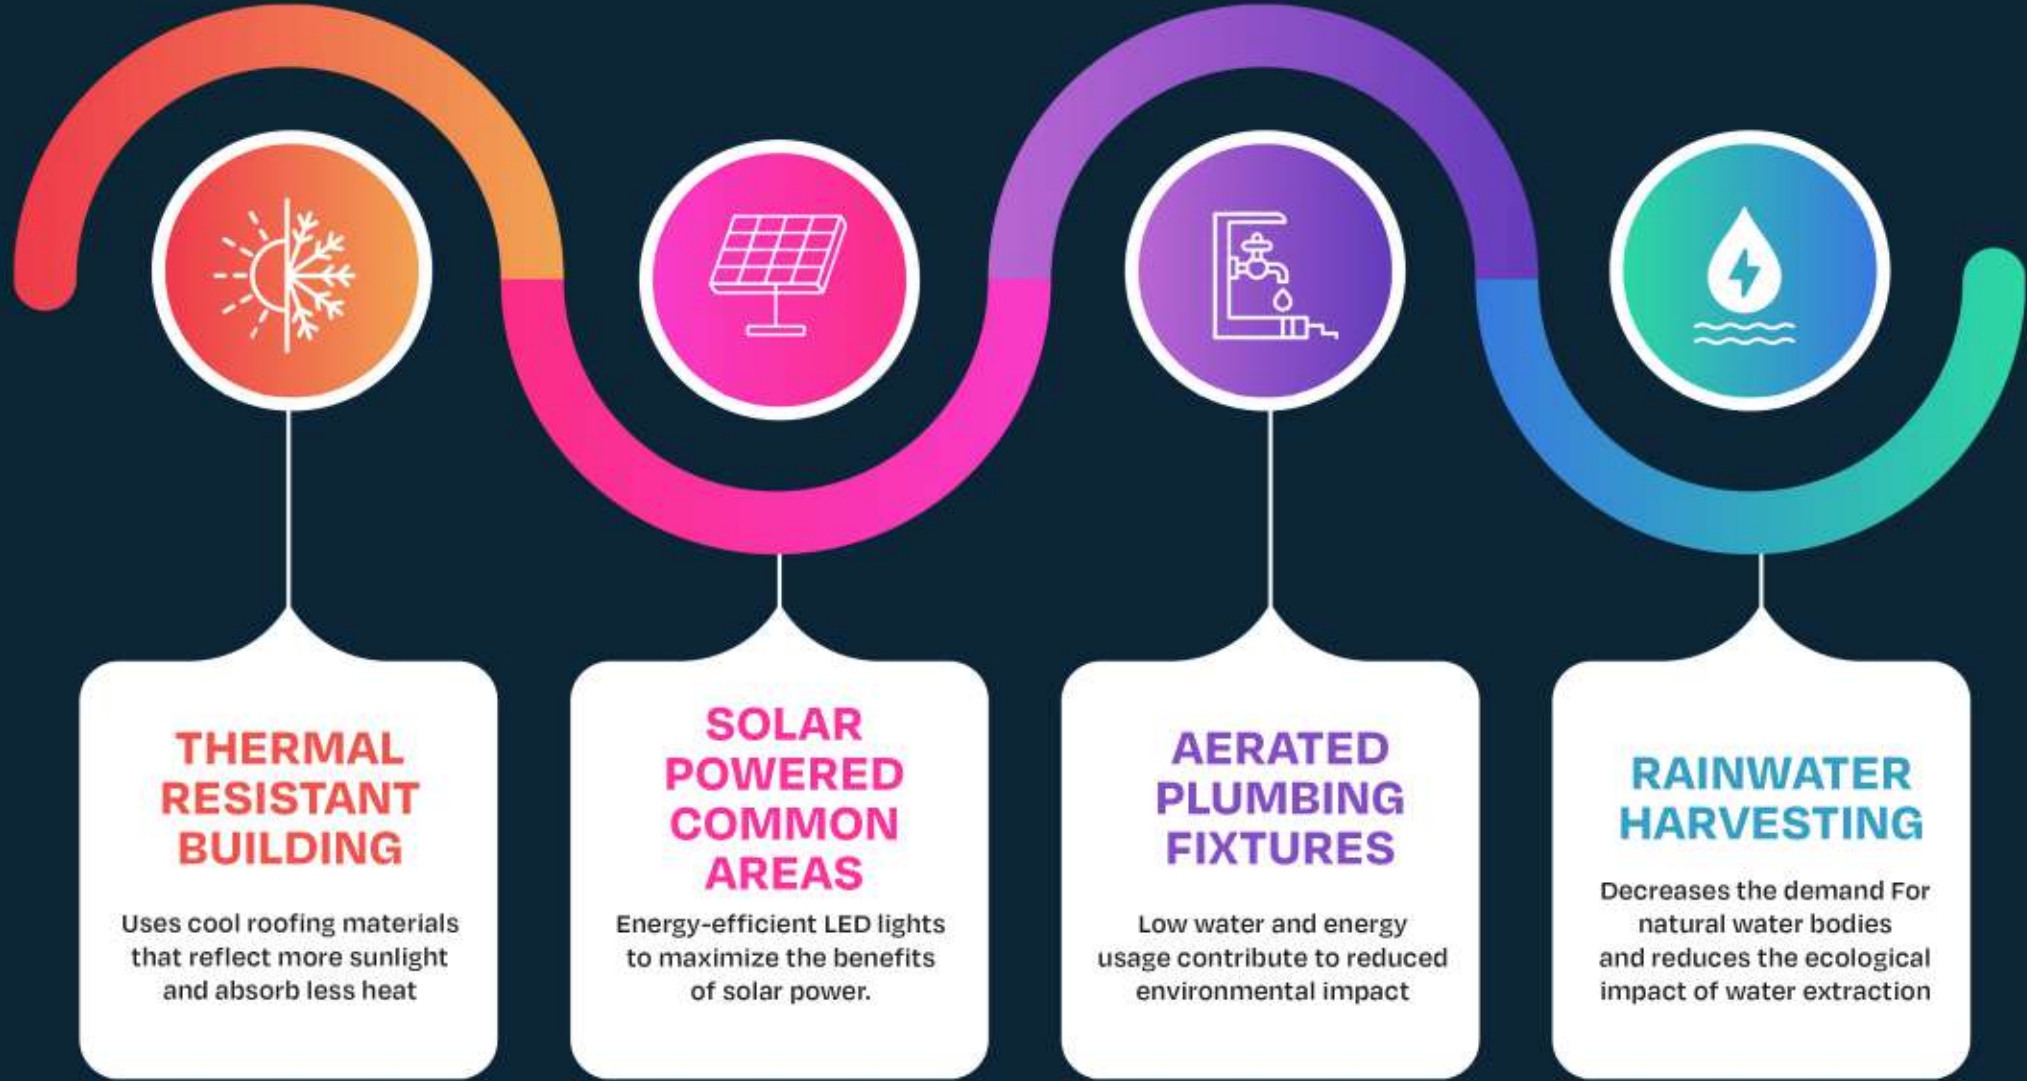 THERMAL
RESISTANT
BUILDING
Uses cool roofing materials
that reflect more sunlight
and absorb less heat
SOLAR
POWERED
COMMON
AREAS
Energy-efficient LED lights
to maximize the benefits
of solar power.
AERATED
PLUMBING
FIXTURES
Low water and energy
usage contribute to reduced
environmental impact
RAINWATER
HARVESTING
Decreases the demand For
natural water bodies
and reduces the ecological
impact of water extraction